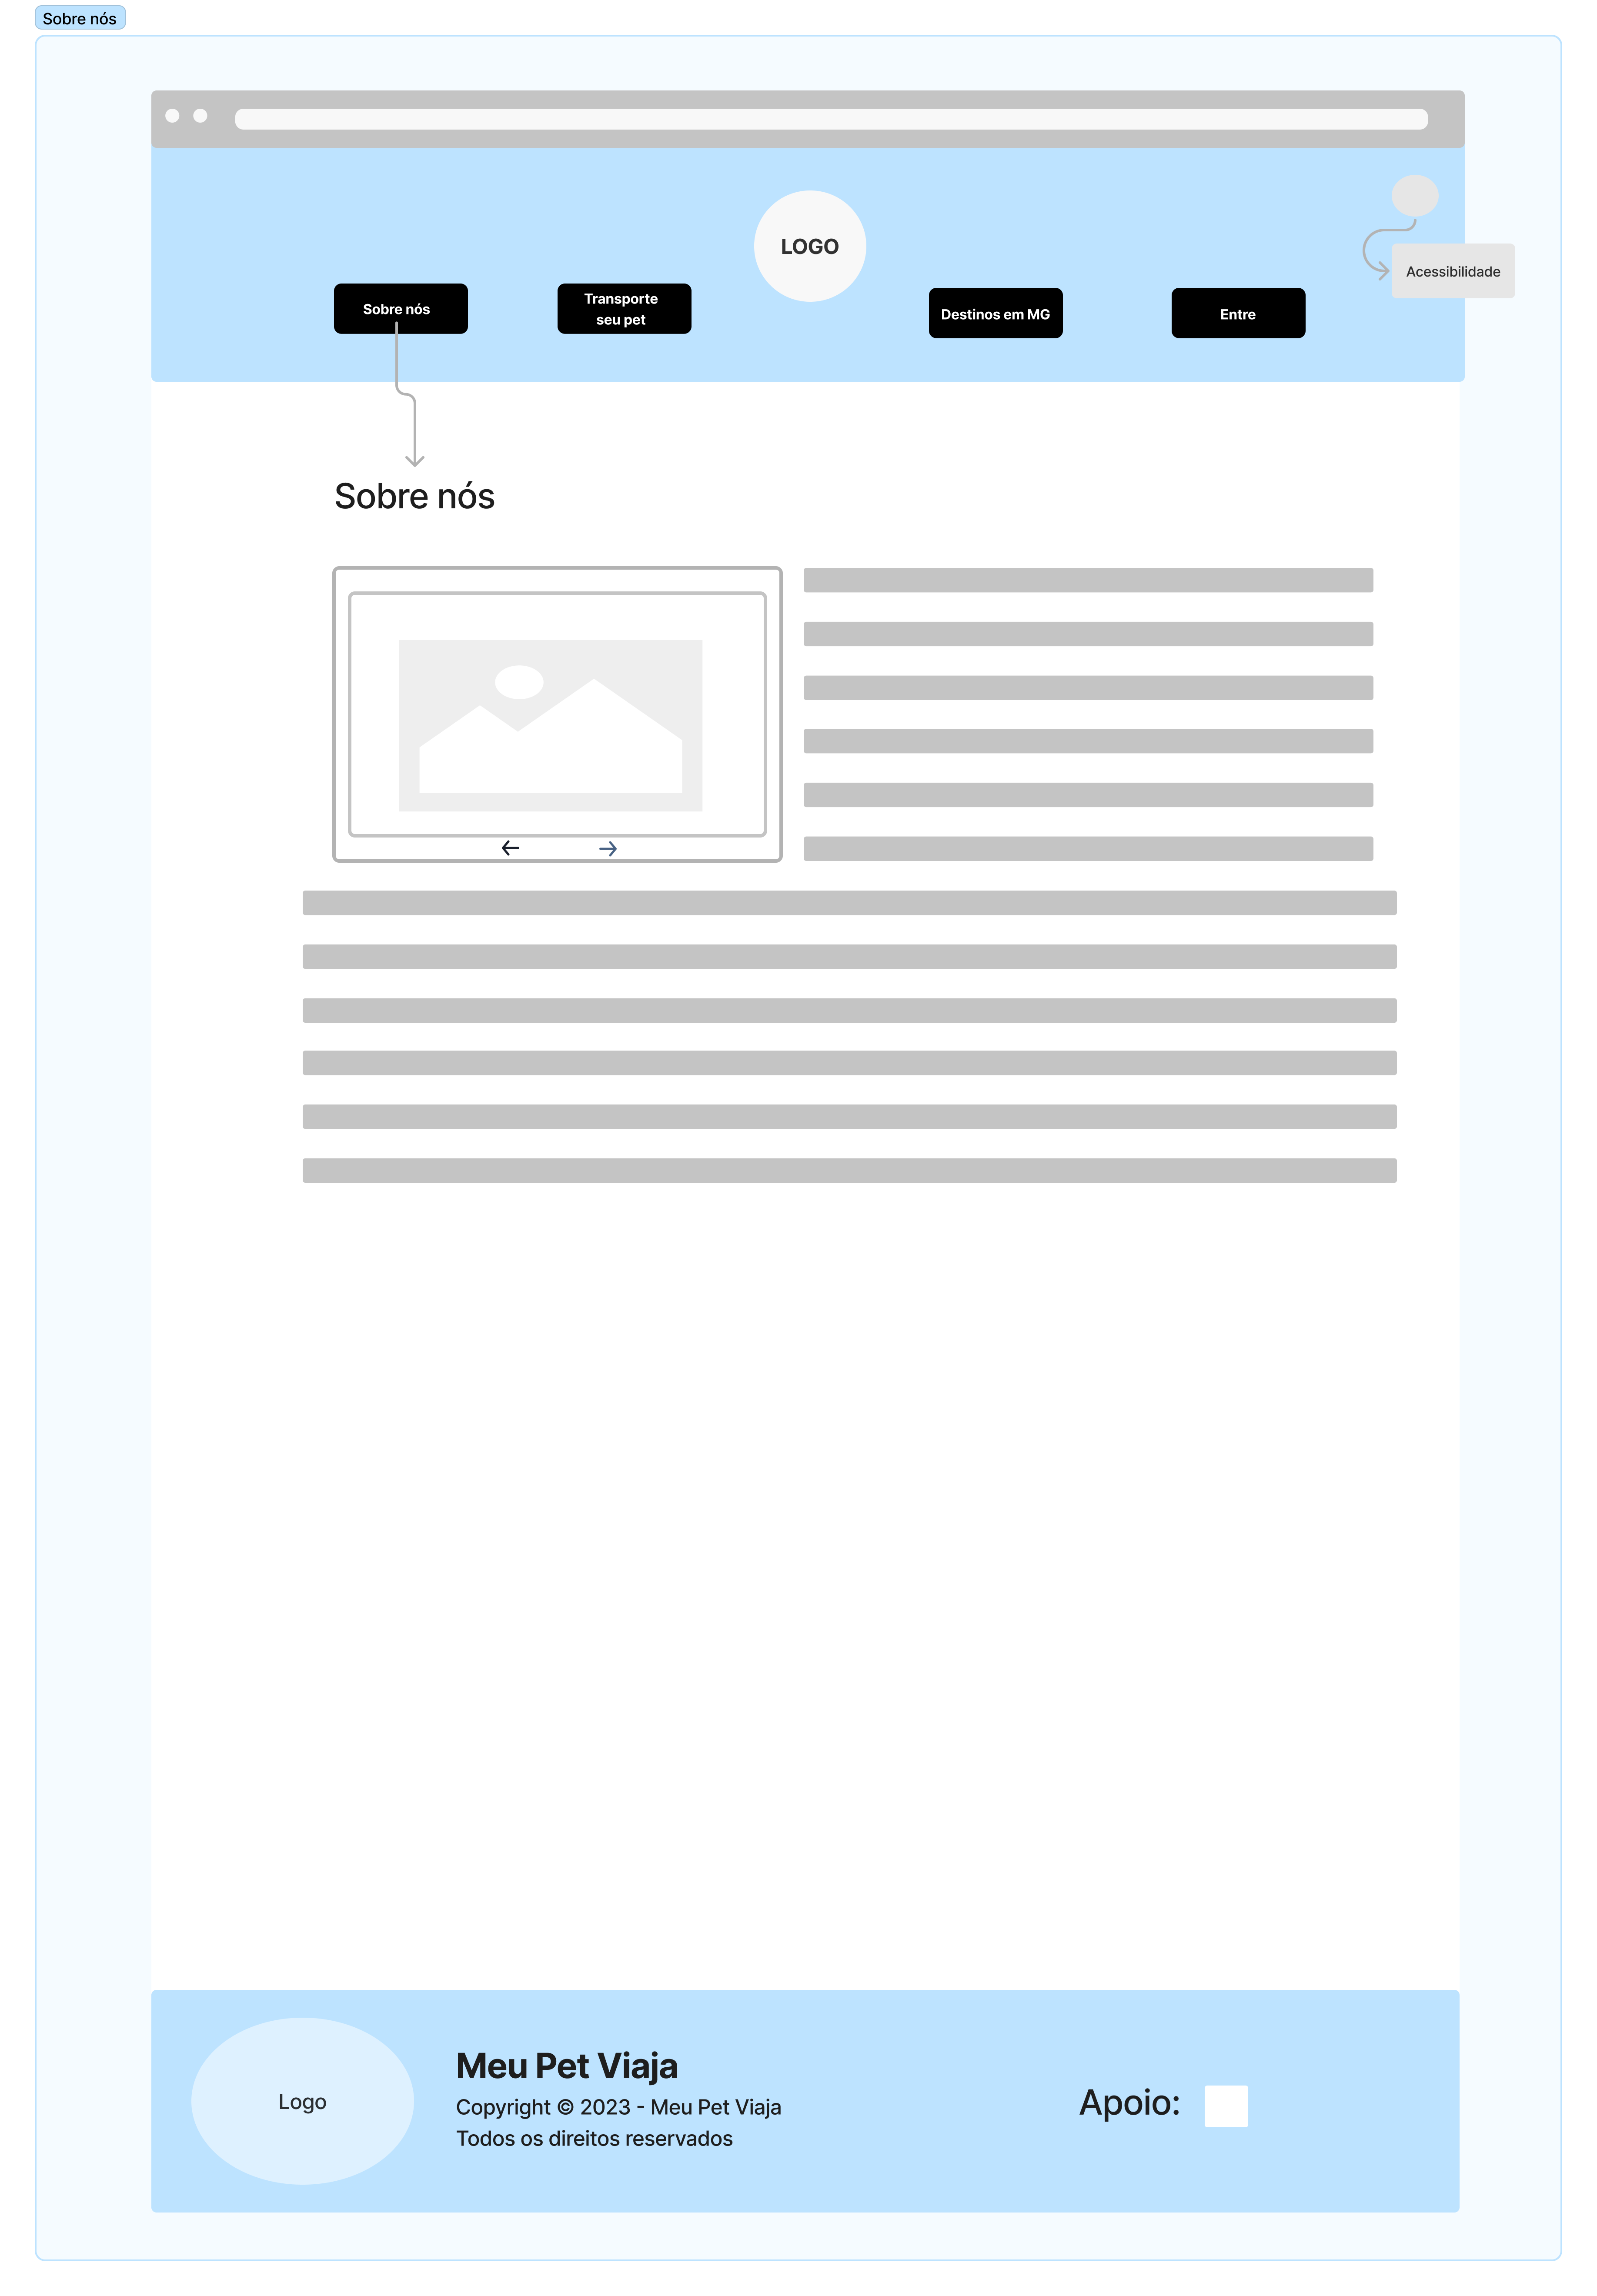 Sobre nós
LOGO
Acessibilidade
Sobre nós
Transporte
seu pet
Destinos em MG
Entre
Sobre nós
Logo
Meu Pet Viaja
Copyright © 2023 - Meu Pet Viaja
Todos os direitos reservados
Apoio: